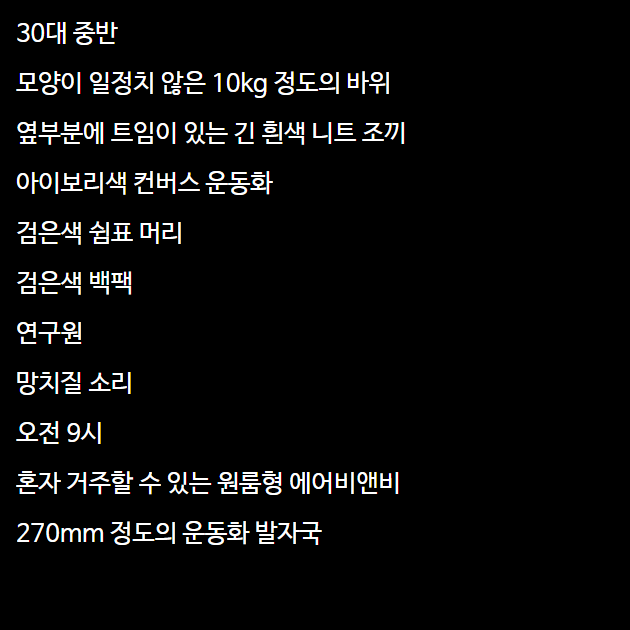 30대 중반
모양이 일정치 않은 10kg 정도의 바위
옆부분에 트임이 있는 긴 흰색 니트 조끼
아이보리색 컨버스 운동화
검은색 쉼표 머리
검은색 백팩
연구원
망치질 소리
오전 9시
혼자 거주할 수 있는 원룸형 에어비앤비
270mm 정도의 운동화 발자국